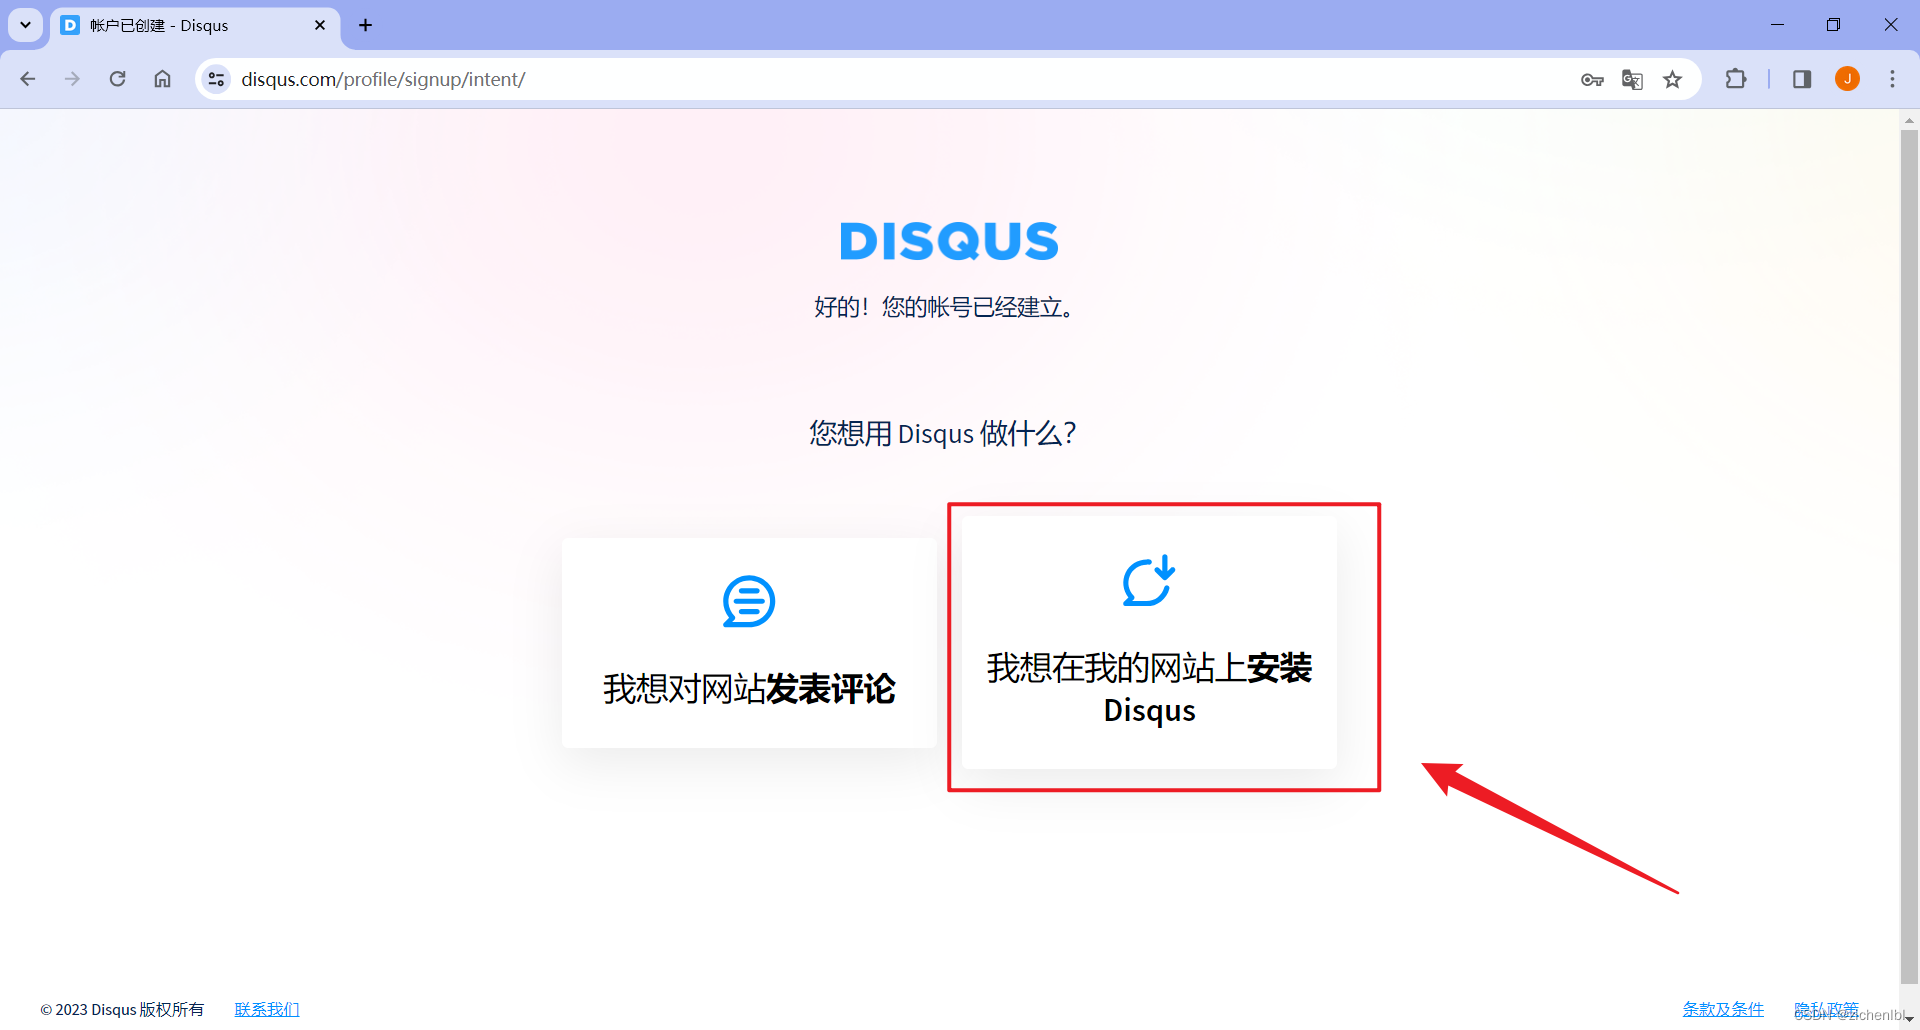 帐户已创建 - Disqus
disqus.com/profile/signup/intent/
J
DISQUS
好的！您的帐号已经建立。
您想用 Disqus 做什么？
我想对网站发表评论
我想在我的网站上安装
Disqus
© 2023 Disqus 版权所有
联系我们
条款及条件
隐私政策
CSDN @zichenlbl